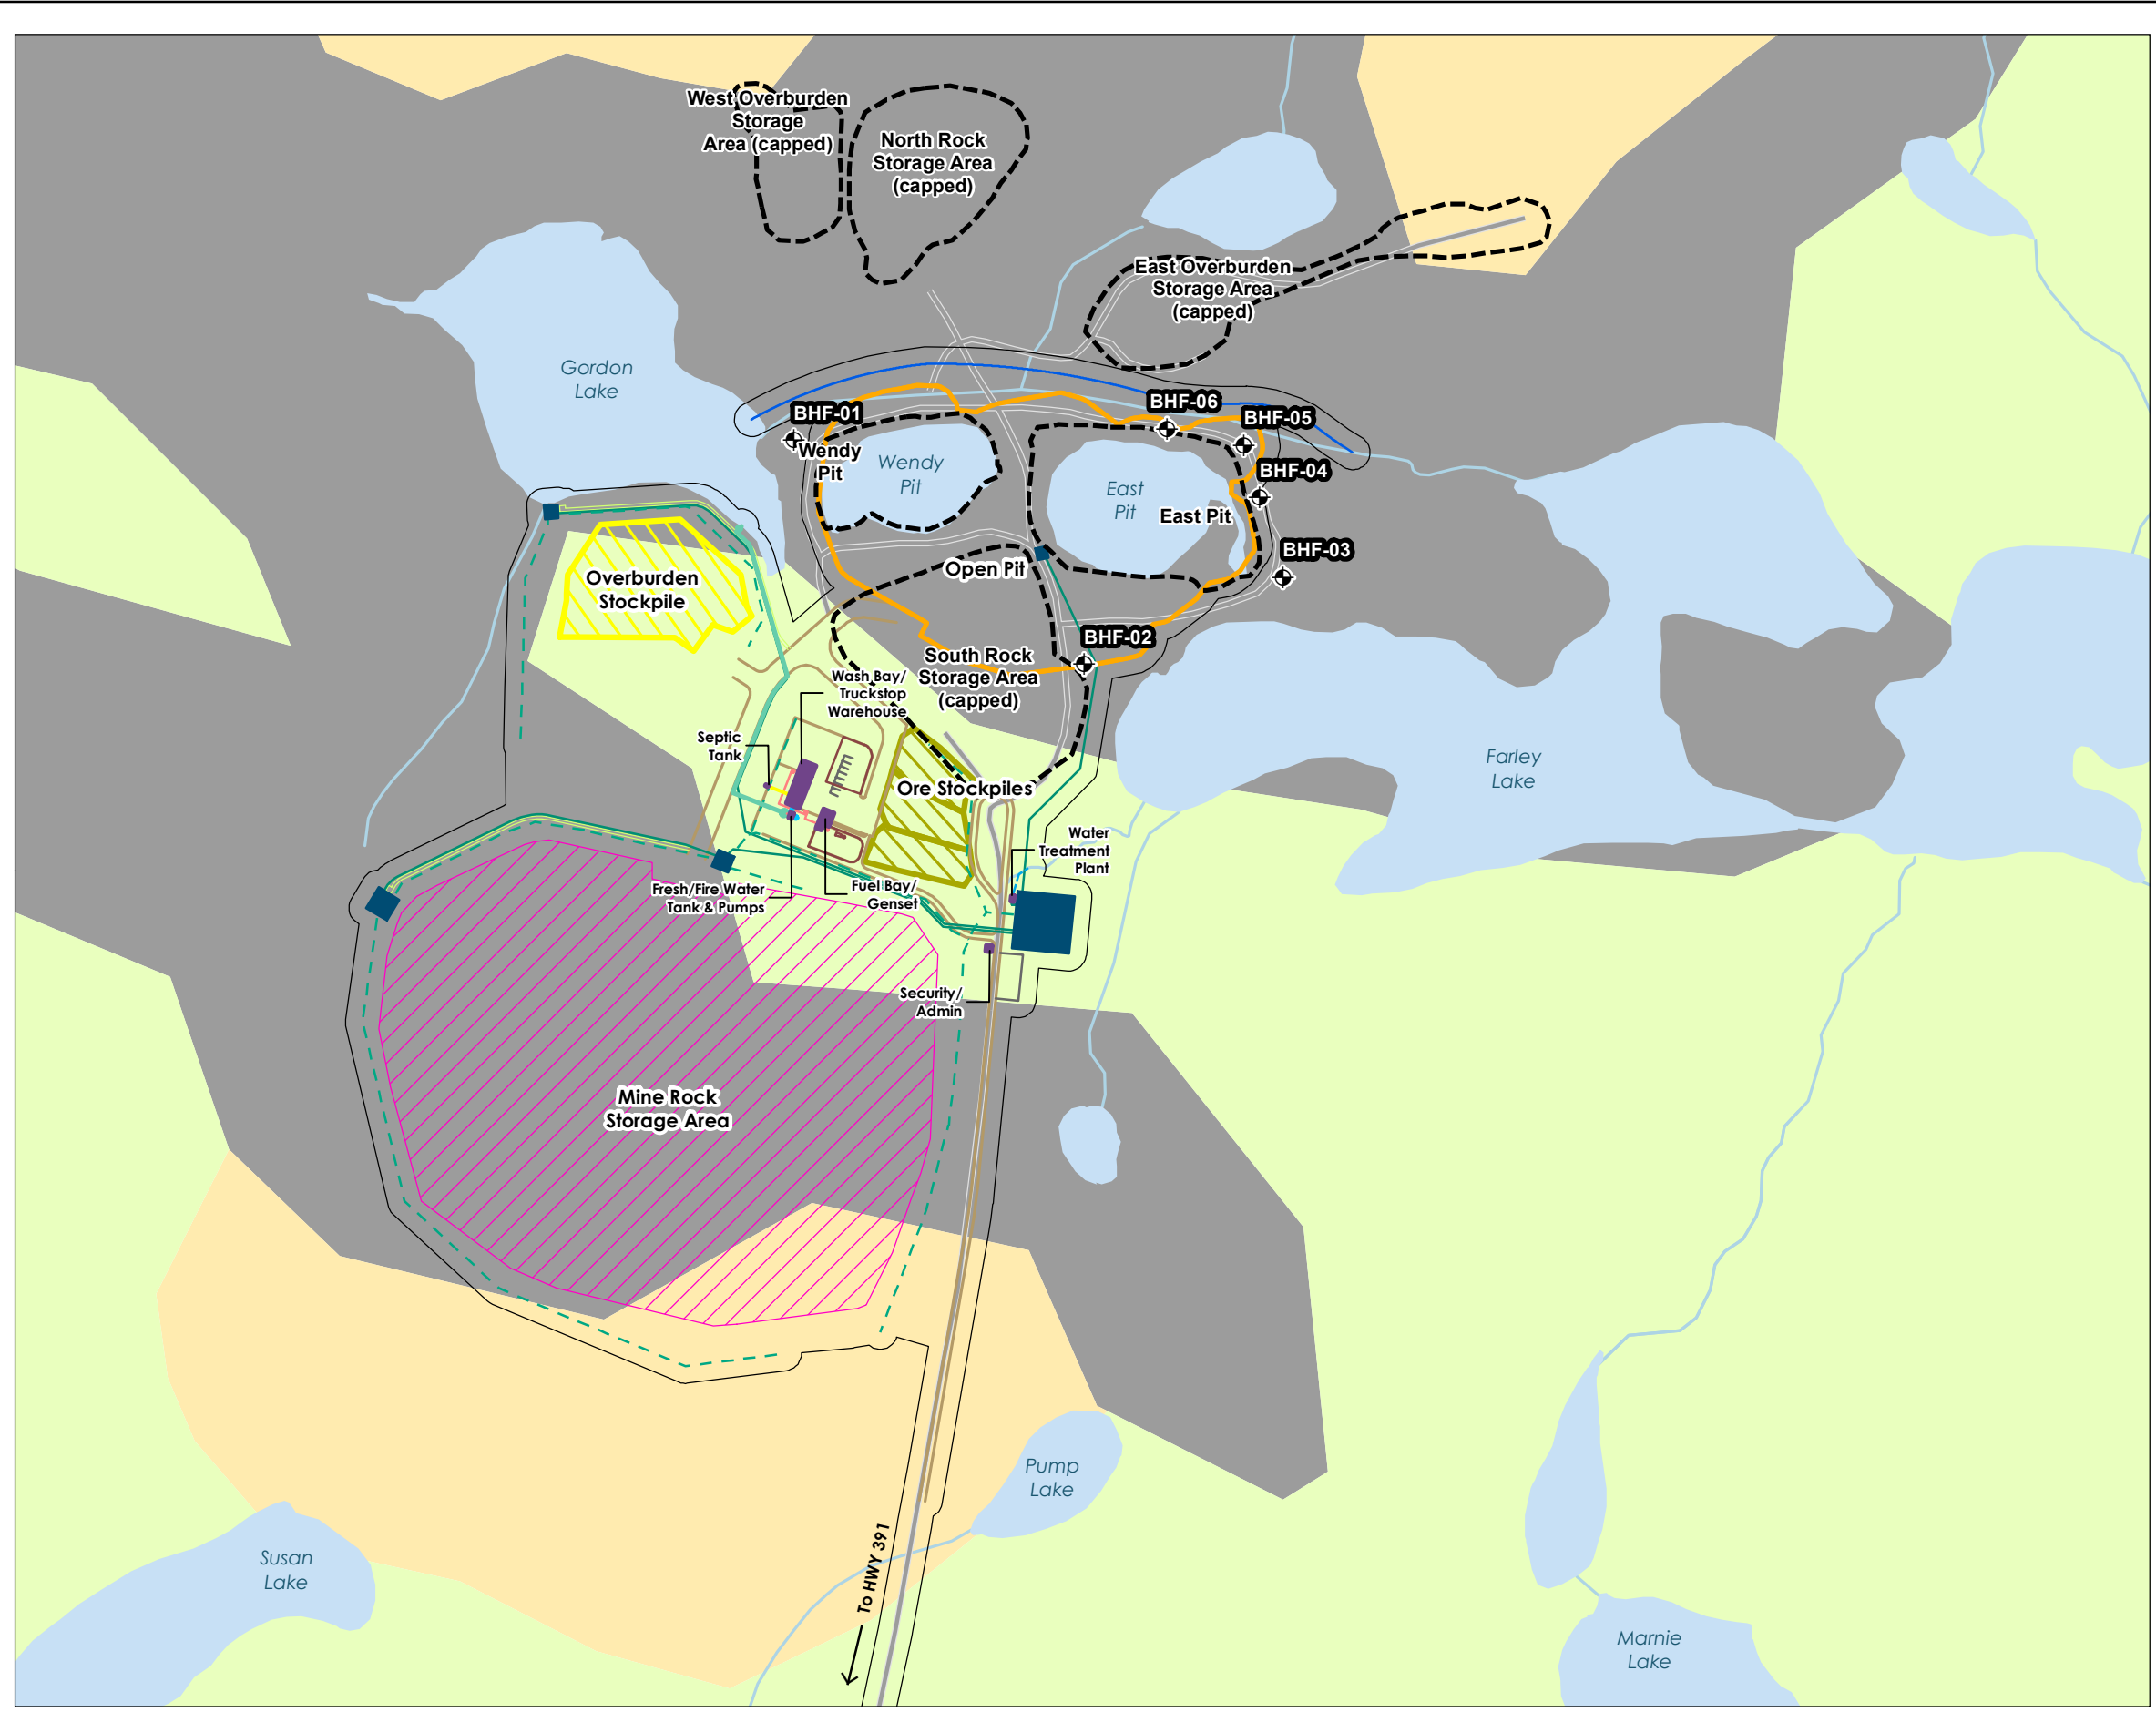 West Overburden
Storage
Area (capped)
North Rock
Storage Area
(capped)
East Overburden
Storage Area
(capped)
Gordon
Lake
BHF-01
BHF-06
BHF-05
BHF-04
BHF-03
BHF-02
Wendy
Pit
Wendy
Pit
East
Pit
East Pit
Open Pit
Overburden
Stockpile
South Rock
Storage Area
(capped)
Wash Bay/
Truckstop
Warehouse
Septic
Tank
Ore Stockpiles
Farley
Lake
Water
Treatment
Plant
Fresh/Fire Water
Tank & Pumps
Fuel Bay/
Genset
Security/
Admin
Mine Rock
Storage Area
Pump
Lake
To HWY 391
Susan
Lake
Marnie
Lake